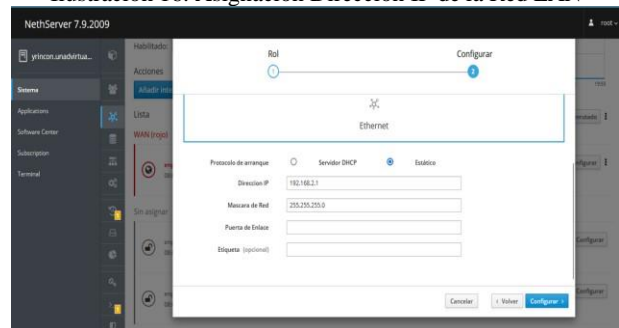 Ilustración 16. Asignación Dirección IP de la Red LAN
NethServer 7.9.2009
root
yrincon.unadvirtua...
Sistema
Applications
Software Center
Subscription
Terminal
Habilitado:
Acciones
Lista
WAN (rojo)
Sin asignar
Rol
Configurar
1
2
Ethernet
Protocolo de arranque
Servidor DHCP
Estático
Direccion IP
192.168.2.1
Mascara de Red
255.255.255.0
Puerta de Enlace
Etiqueta (opcional)
Cancelar
‹ Volver
Configurar ›
Configurar
Configurar